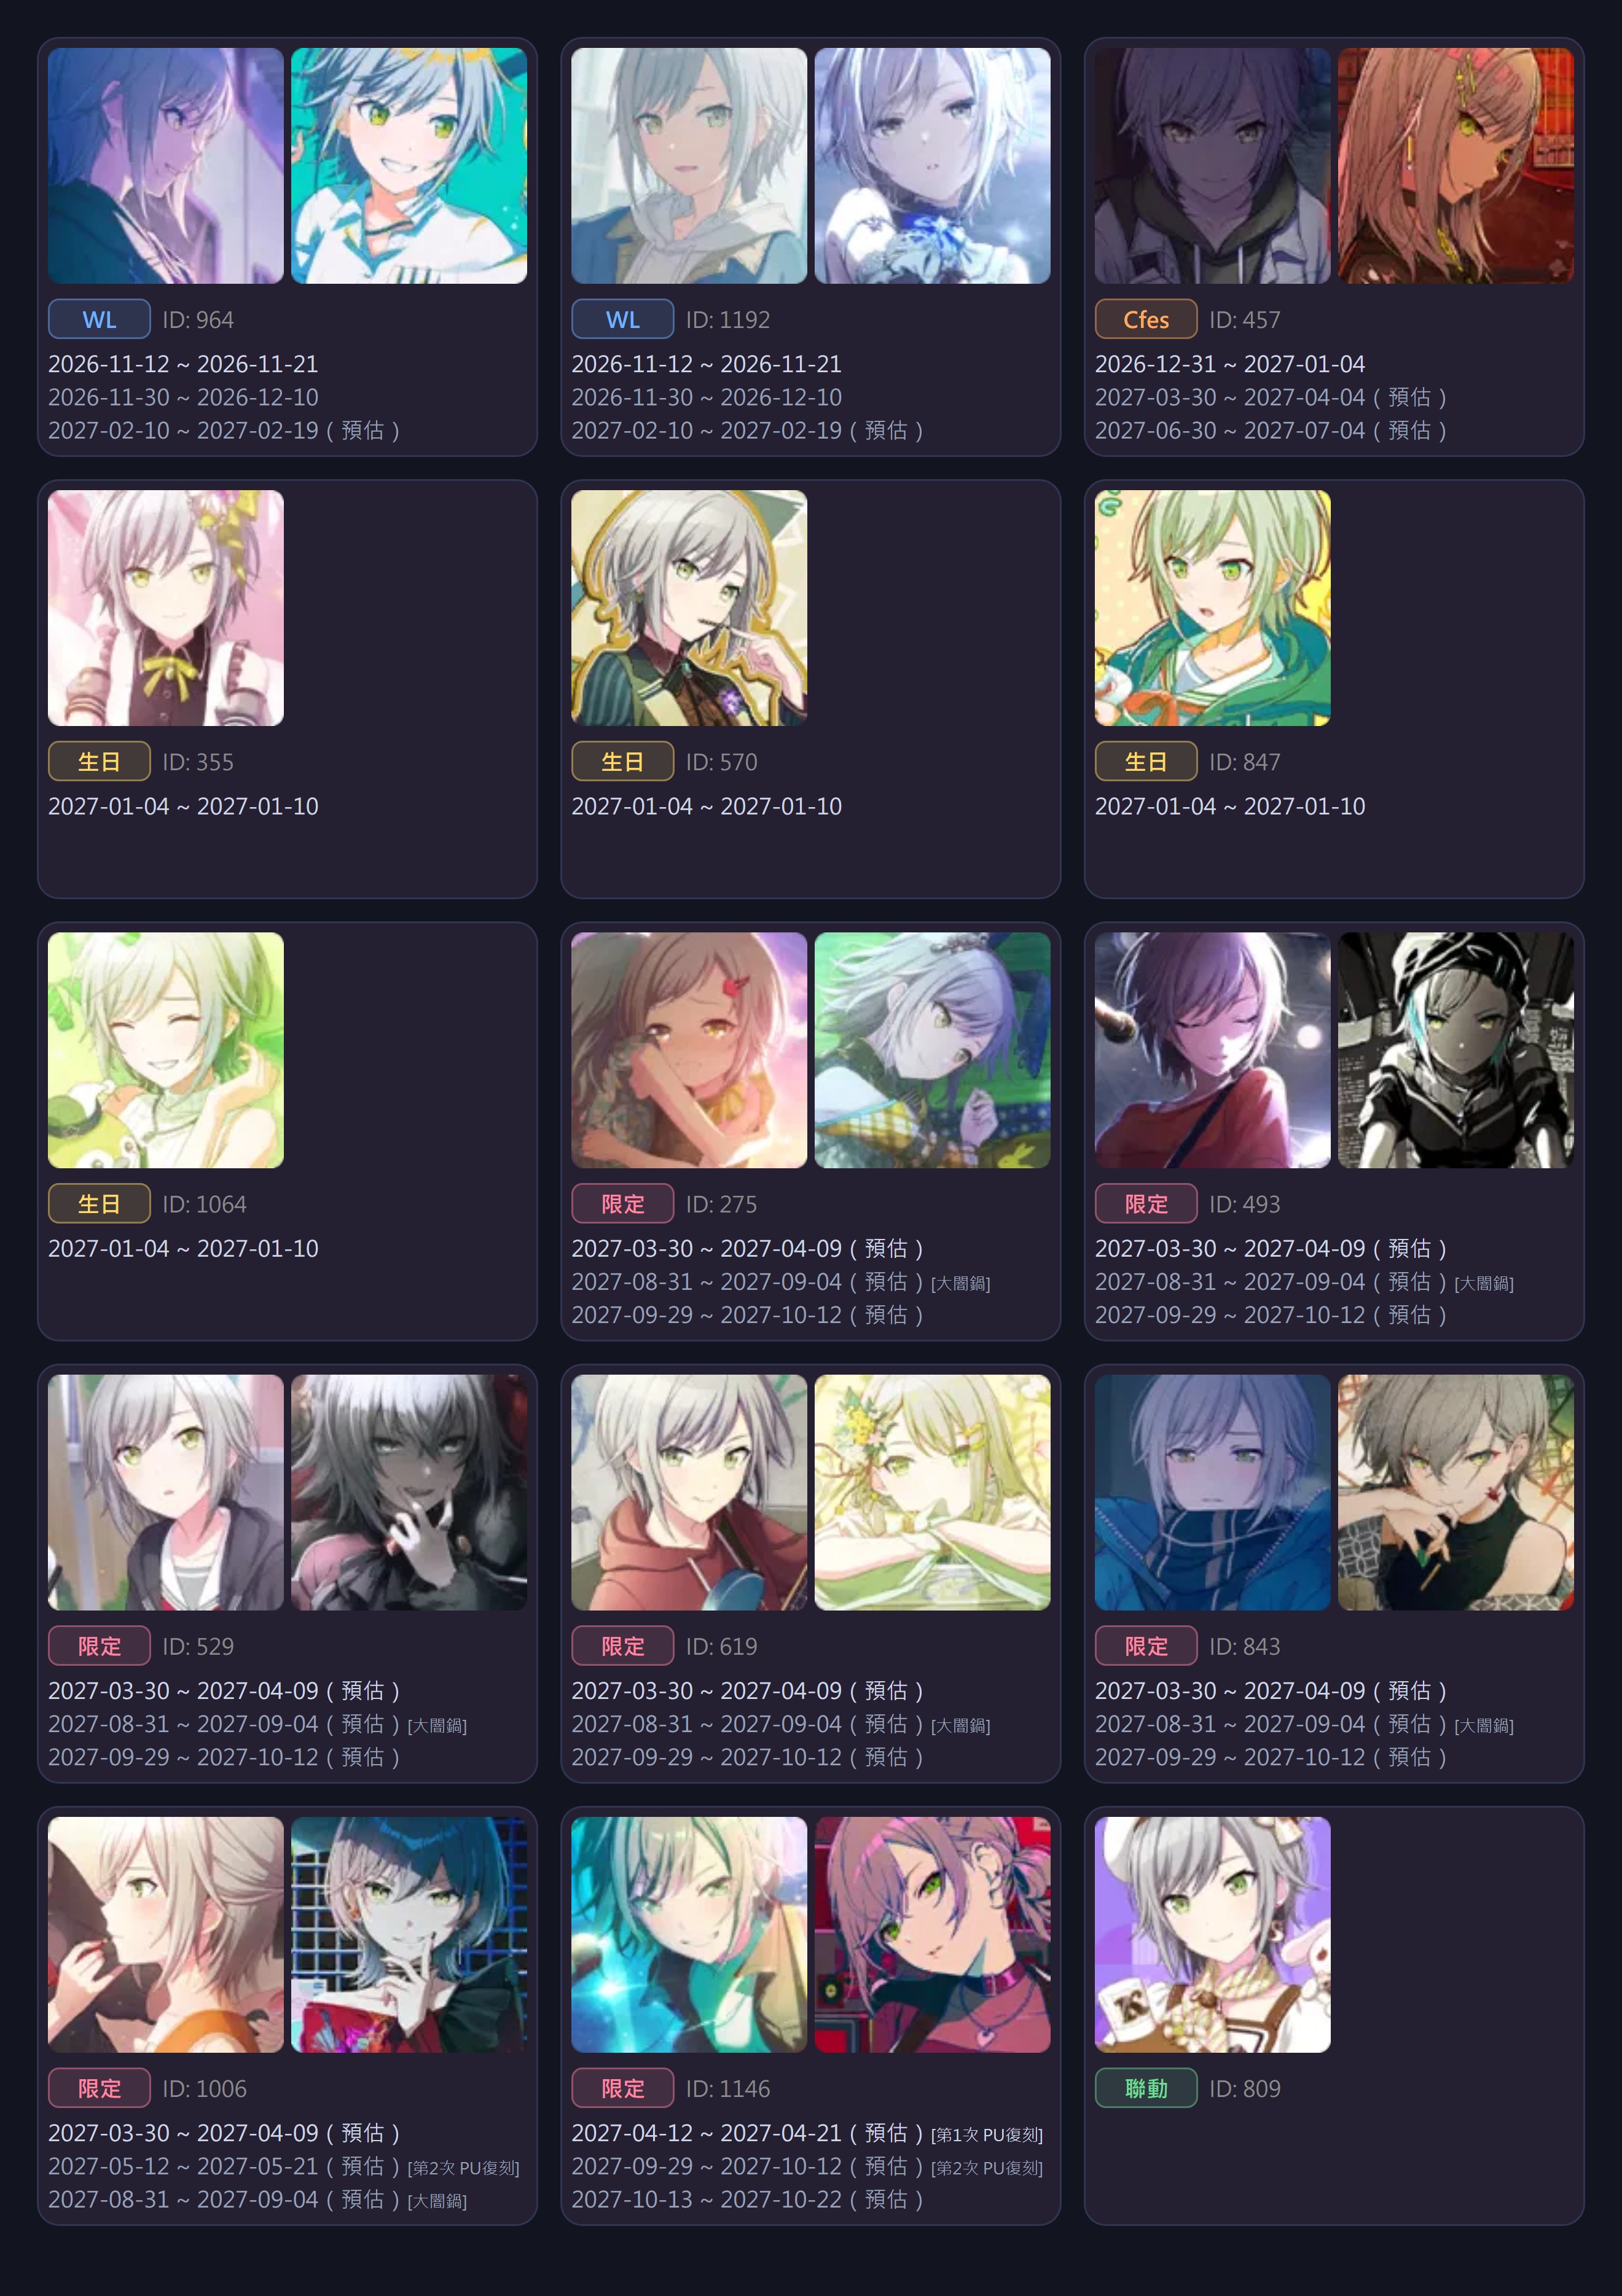 WL ID: 964
2026-11-12 ~ 2026-11-21
2026-11-30 ~ 2026-12-10
2027-02-10 ~ 2027-02-19 ( 預估 )
WL ID: 1192
2026-11-12 ~ 2026-11-21
2026-11-30 ~ 2026-12-10
2027-02-10 ~ 2027-02-19 ( 預估 )
Cfes ID: 457
2026-12-31 ~ 2027-01-04
2027-03-30 ~ 2027-04-04 ( 預估 )
2027-06-30 ~ 2027-07-04 ( 預估 )
生日 ID: 355
2027-01-04 ~ 2027-01-10
生日 ID: 570
2027-01-04 ~ 2027-01-10
生日 ID: 847
2027-01-04 ~ 2027-01-10
生日 ID: 1064
2027-01-04 ~ 2027-01-10
限定 ID: 275
2027-03-30 ~ 2027-04-09 ( 預估 )
2027-08-31 ~ 2027-09-04 ( 預估 ) [大闇鍋]
2027-09-29 ~ 2027-10-12 ( 預估 )
限定 ID: 493
2027-03-30 ~ 2027-04-09 ( 預估 )
2027-08-31 ~ 2027-09-04 ( 預估 ) [大闇鍋]
2027-09-29 ~ 2027-10-12 ( 預估 )
限定 ID: 529
2027-03-30 ~ 2027-04-09 ( 預估 )
2027-08-31 ~ 2027-09-04 ( 預估 ) [大闇鍋]
2027-09-29 ~ 2027-10-12 ( 預估 )
限定 ID: 619
2027-03-30 ~ 2027-04-09 ( 預估 )
2027-08-31 ~ 2027-09-04 ( 預估 ) [大闇鍋]
2027-09-29 ~ 2027-10-12 ( 預估 )
限定 ID: 843
2027-03-30 ~ 2027-04-09 ( 預估 )
2027-08-31 ~ 2027-09-04 ( 預估 ) [大闇鍋]
2027-09-29 ~ 2027-10-12 ( 預估 )
限定 ID: 1006
2027-03-30 ~ 2027-04-09 ( 預估 )
2027-05-12 ~ 2027-05-21 ( 預估 ) [第2次 PU復刻]
2027-08-31 ~ 2027-09-04 ( 預估 ) [大闇鍋]
限定 ID: 1146
2027-04-12 ~ 2027-04-21 ( 預估 ) [第1次 PU復刻]
2027-09-29 ~ 2027-10-12 ( 預估 ) [第2次 PU復刻]
2027-10-13 ~ 2027-10-22 ( 預估 )
聯動 ID: 809